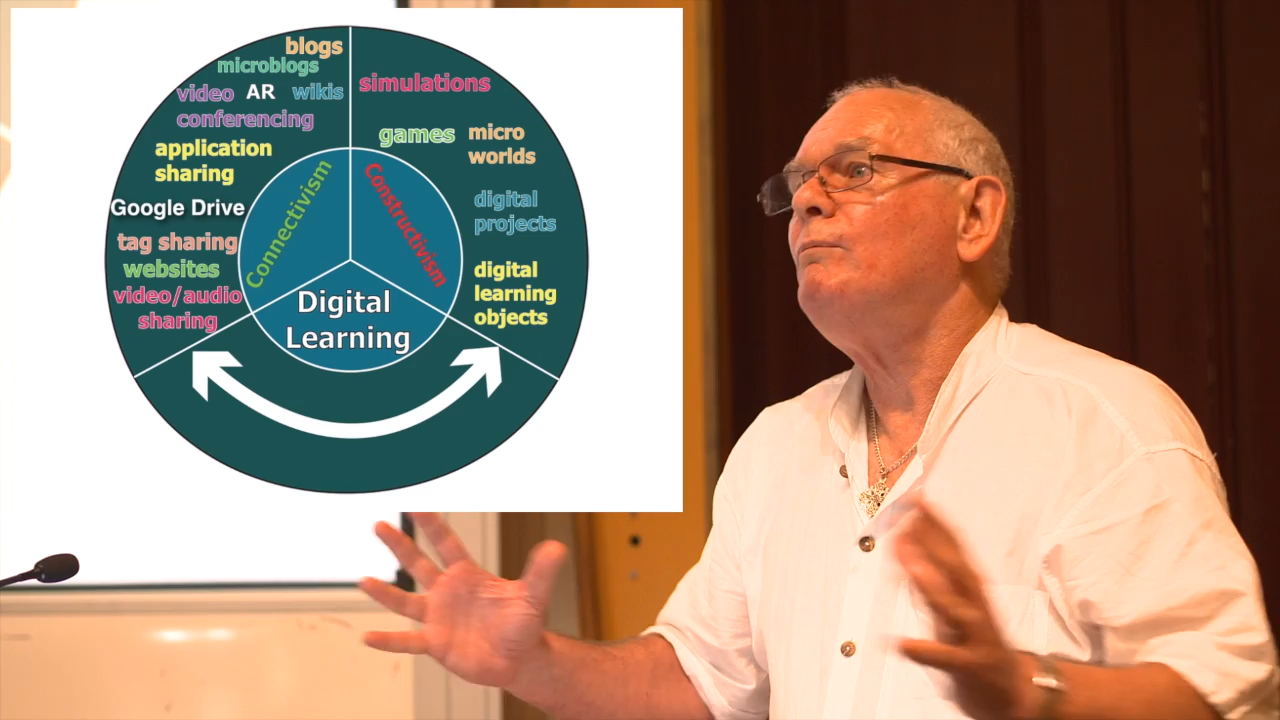 blogs
microblogs
video AR wikis
conferencing
application
sharing
Google Drive
tag sharing
websites
video/audio
sharing
Connectivism
simulations
games
micro
worlds
digital
projects
digital
learning
objects
Constructivism
Digital
Learning